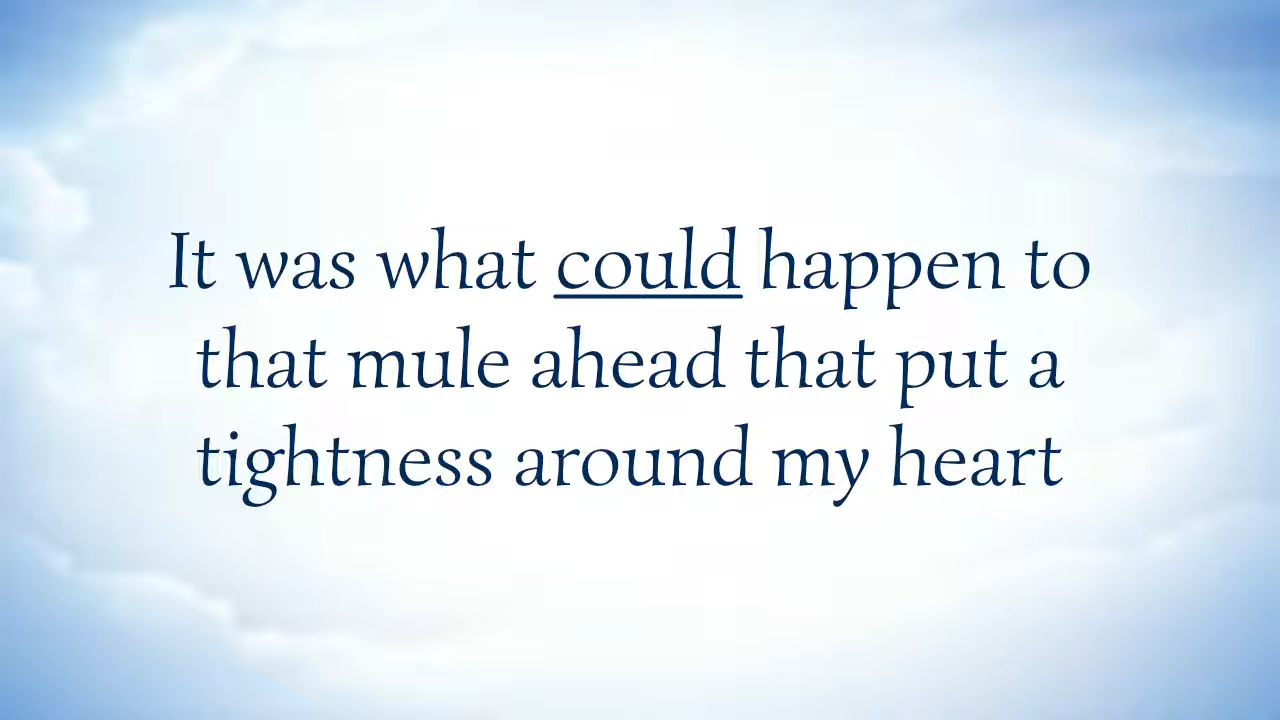 It was what could happen to
that mule ahead that put a
tightness around my heart